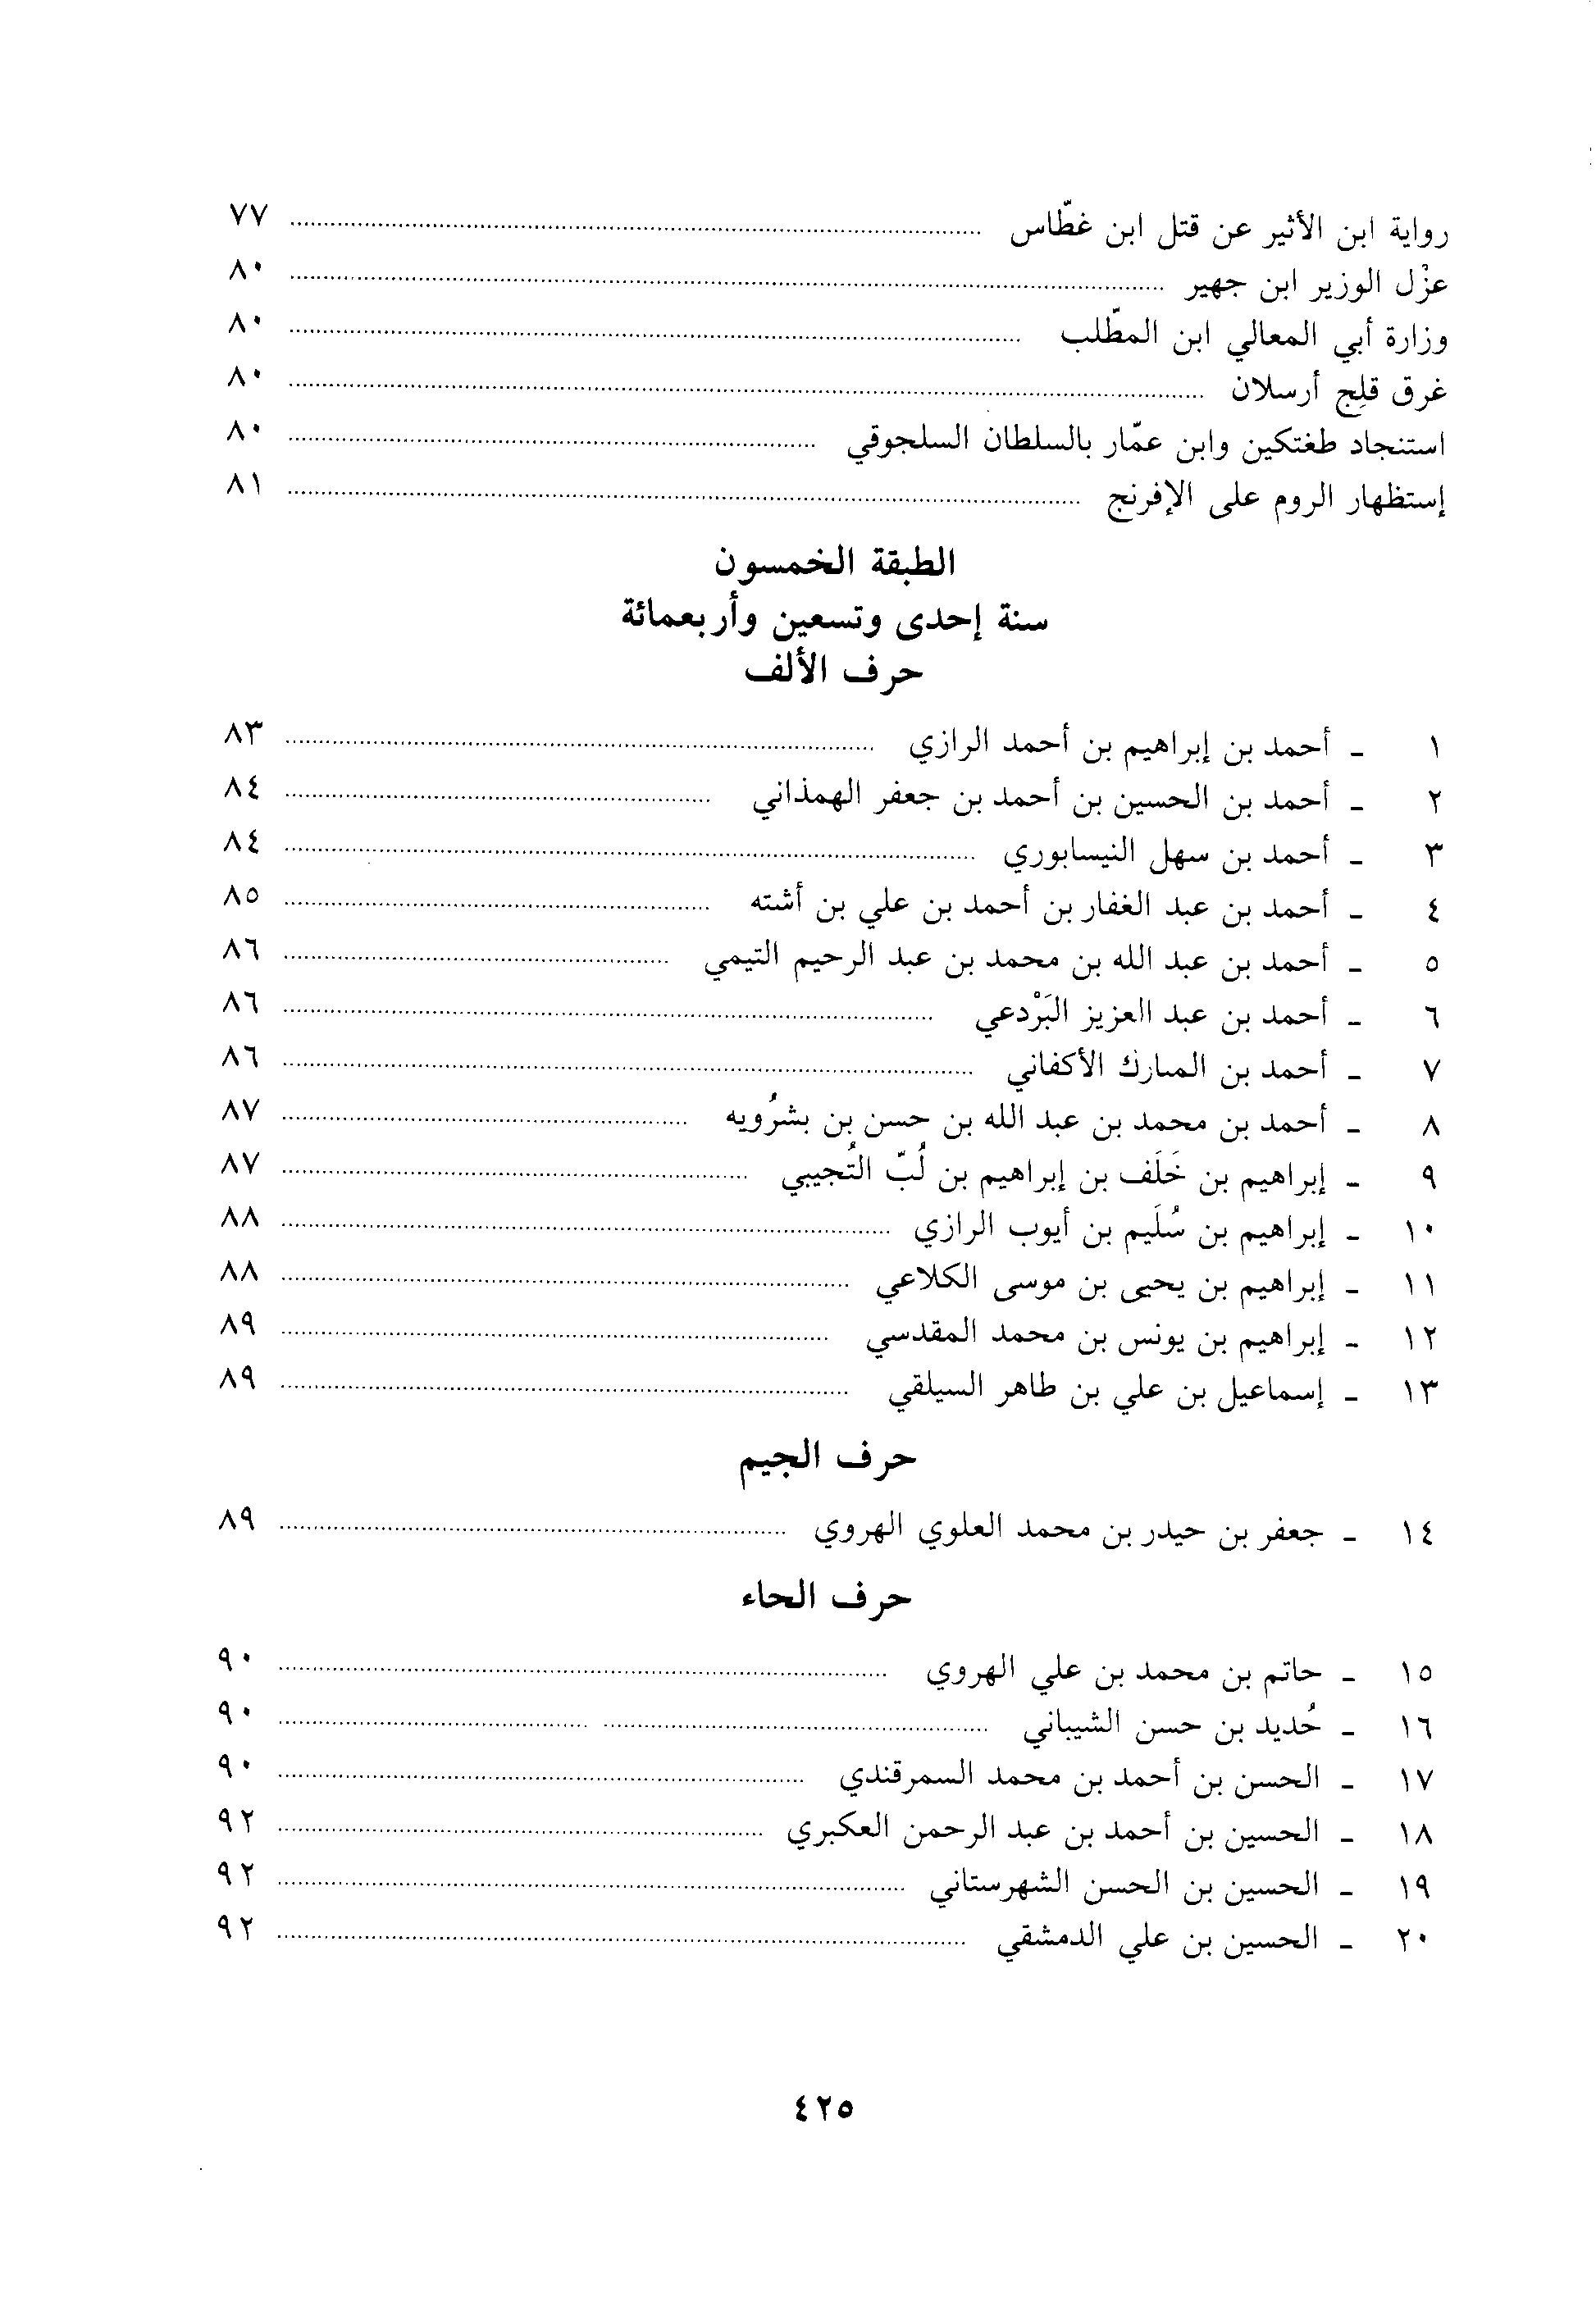 رواية ابن الأثير عن قتل ابن غطّاس ........ ٧٧
عزْل الوزير ابن جهير ........ ٨٠
وزارة أبي المعالي ابن المطّلب ........ ٨٠
غرق قلِج أرسلان ........ ٨٠
استنجاد طغتكين وابن عمّار بالسلطان السلجوقي ........ ٨٠
إستظهار الروم على الإفرنج ........ ٨١
الطبقة الخمسون
سنة إحدى وتسعين وأربعمائة
حرف الألف
١ - أحمد بن إبراهيم بن أحمد الرازي ........ ٨٣
٢ - أحمد بن الحسين بن أحمد بن جعفر الهمذاني ........ ٨٤
٣ - أحمد بن سهل النيسابوري ........ ٨٤
٤ - أحمد بن عبد الغفار بن أحمد بن علي بن أشته ........ ٨٥
٥ - أحمد بن عبد الله بن محمد بن عبد الرحيم التيمي ........ ٨٦
٦ - أحمد بن عبد العزيز البَرْدعي ........ ٨٦
٧ - أحمد بن المبارك الأكفاني ........ ٨٦
٨ - أحمد بن محمد بن عبد الله بن حسن بن بشرُويه ........ ٨٧
٩ - إبراهيم بن خَلَف بن إبراهيم بن لُبّ التُجيبي ........ ٨٧
١٠ - إبراهيم بن سُلَيم بن أيوب الرازي ........ ٨٨
١١ - إبراهيم بن يحيى بن موسى الكلاعي ........ ٨٨
١٢ - إبراهيم بن يونس بن محمد المقدسي ........ ٨٩
١٣ - إسماعيل بن علي بن طاهر السيلقي ........ ٨٩
حرف الجيم
١٤ - جعفر بن حيدر بن محمد العلوي الهروي ........ ٨٩
حرف الحاء
١٥ - حاتم بن محمد بن علي الهروي ........ ٩٠
١٦ - حُديد بن حسن الشيباني ........ ٩٠
١٧ - الحسن بن أحمد بن محمد السمرقندي ........ ٩٠
١٨ - الحسين بن أحمد بن عبد الرحمن العكبري ........ ٩٢
١٩ - الحسين بن الحسن الشهرستاني ........ ٩٢
٢٠ - الحسين بن علي الدمشقي ........ ٩٢
٤٢٥